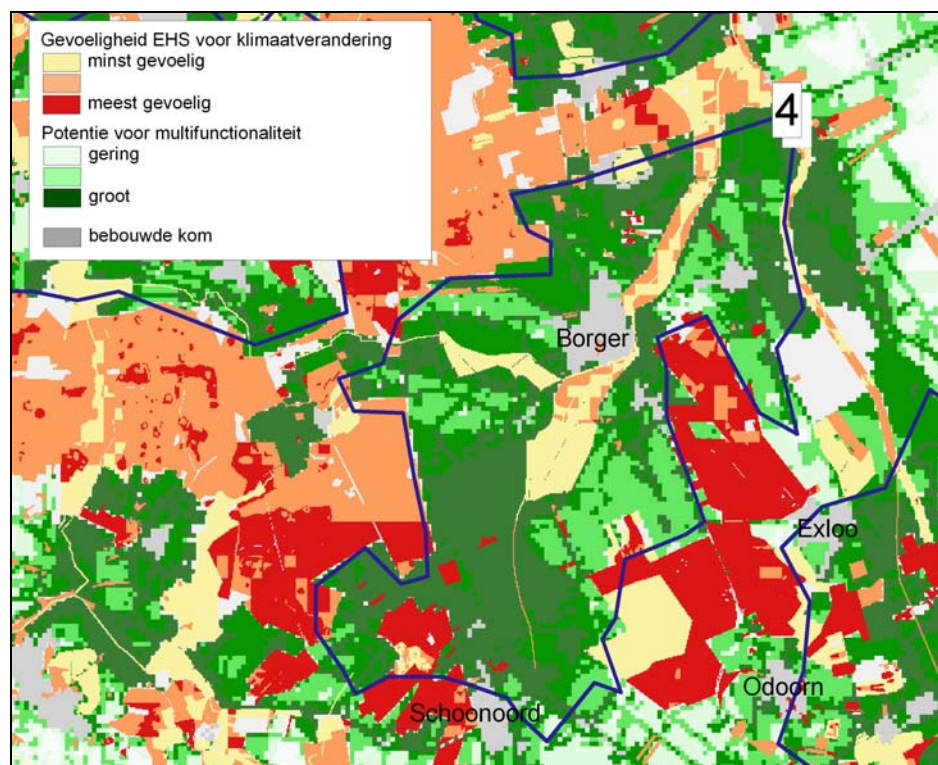 Gevoeligheid EHS voor klimaatverandering
minst gevoelig
meest gevoelig
Potentie voor multifunctionaliteit
gering
groot
bebouwde kom
4
Borger
Exloo
Odoorn
Schoonoord